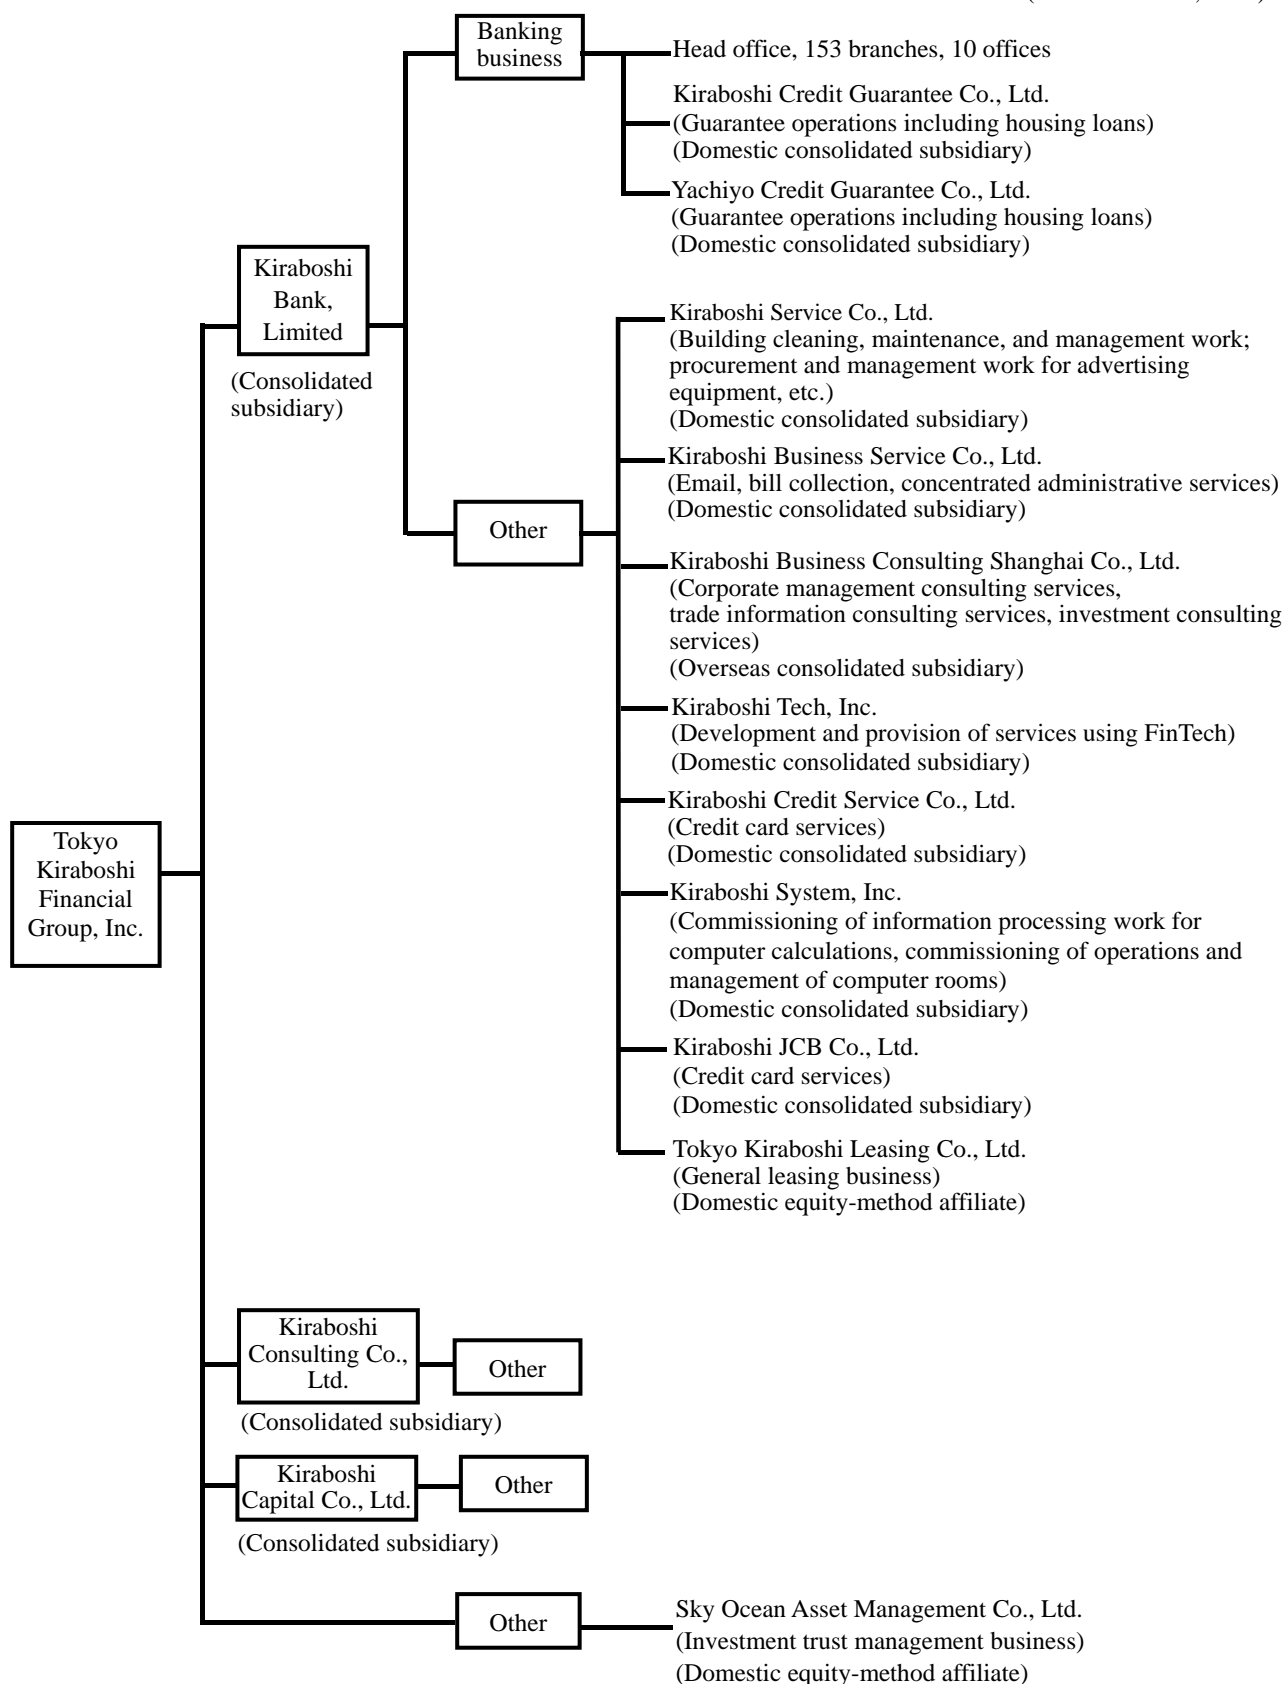 Banking
business
Head office, 153 branches, 10 offices
Kiraboshi Credit Guarantee Co., Ltd.
(Guarantee operations including housing loans)
(Domestic consolidated subsidiary)
Yachiyo Credit Guarantee Co., Ltd.
(Guarantee operations including housing loans)
(Domestic consolidated subsidiary)
Kiraboshi
Bank,
Limited
(Consolidated
subsidiary)
Kiraboshi Service Co., Ltd.
(Building cleaning, maintenance, and management work;
procurement and management work for advertising
equipment, etc.)
(Domestic consolidated subsidiary)
Kiraboshi Business Service Co., Ltd.
(Email, bill collection, concentrated administrative services)
(Domestic consolidated subsidiary)
Other
Kiraboshi Business Consulting Shanghai Co., Ltd.
(Corporate management consulting services,
trade information consulting services, investment consulting
services)
(Overseas consolidated subsidiary)
Kiraboshi Tech, Inc.
(Development and provision of services using FinTech)
(Domestic consolidated subsidiary)
Kiraboshi Credit Service Co., Ltd.
(Credit card services)
(Domestic consolidated subsidiary)
Tokyo
Kiraboshi
Financial
Group, Inc.
Kiraboshi System, Inc.
(Commissioning of information processing work for
computer calculations, commissioning of operations and
management of computer rooms)
(Domestic consolidated subsidiary)
Kiraboshi JCB Co., Ltd.
(Credit card services)
(Domestic consolidated subsidiary)
Tokyo Kiraboshi Leasing Co., Ltd.
(General leasing business)
(Domestic equity-method affiliate)
Kiraboshi
Consulting Co.,
Ltd.
Other
(Consolidated subsidiary)
Kiraboshi
Capital Co., Ltd.
Other
(Consolidated subsidiary)
Other
Sky Ocean Asset Management Co., Ltd.
(Investment trust management business)
(Domestic equity-method affiliate)